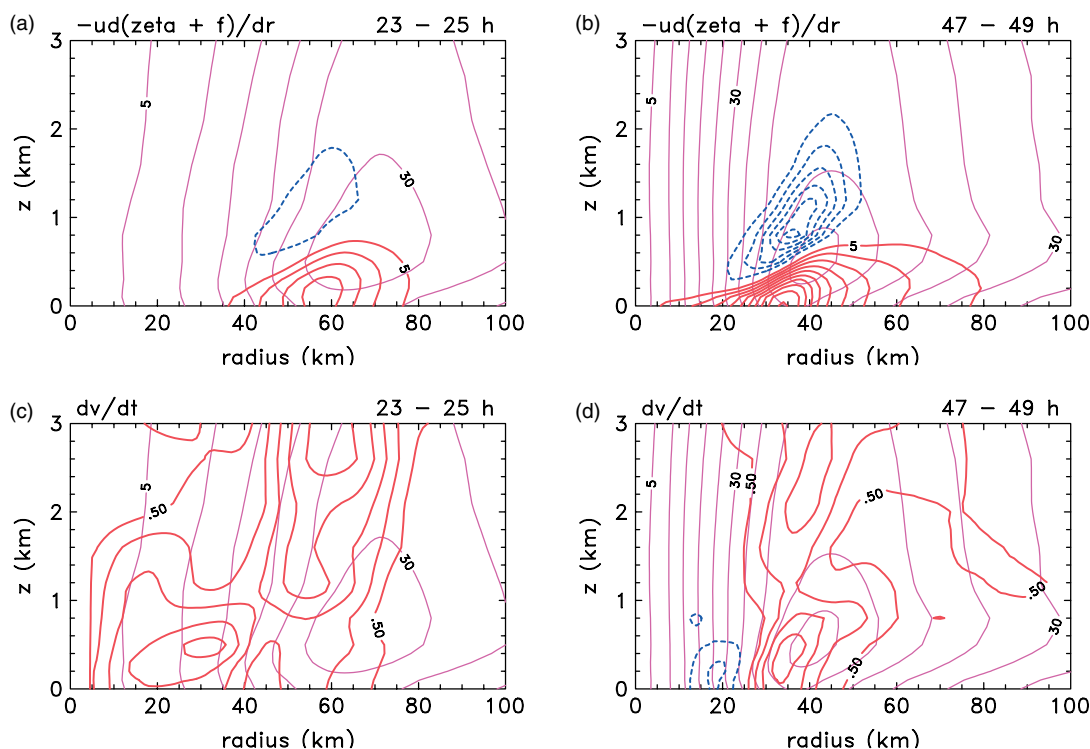 (a) -ud(zeta + f)/dr 23 – 25 h
3
2
1
0
z (km)
5
30
5
0 20 40 60 80 100
radius (km)
(b) -ud(zeta + f)/dr 47 – 49 h
3
2
1
0
z (km)
5
30
5
30
0 20 40 60 80 100
radius (km)
(c) dv/dt 23 – 25 h
3
2
1
0
z (km)
5
.50
30
.50
0 20 40 60 80 100
radius (km)
(d) dv/dt 47 – 49 h
3
2
1
0
z (km)
5
30
.50
.50
.50
.50
30
0 20 40 60 80 100
radius (km)